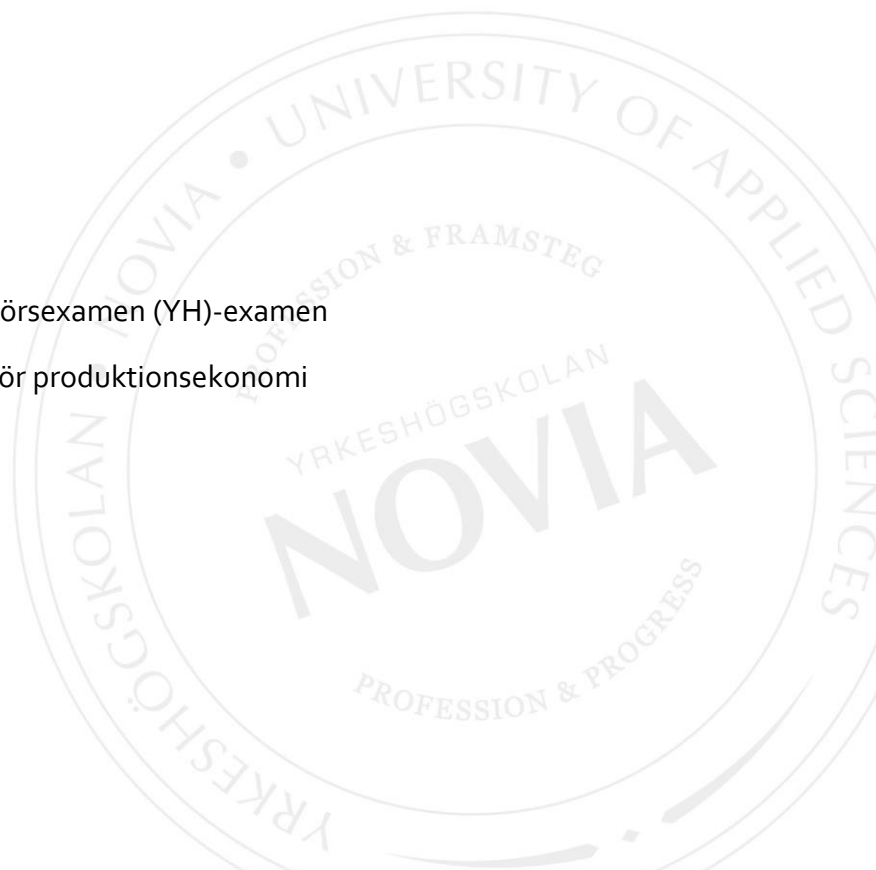 örsexamen (YH)-examen
ör produktionsekonomi
YRKESHÖGSKOLAN • NOVIA • UNIVERSITY OF APPLIED SCIENCES
PROFESSION & FRAMSTEG
YRKESHÖGSKOLAN
NOVIA
PROFESSION & PROGRESS